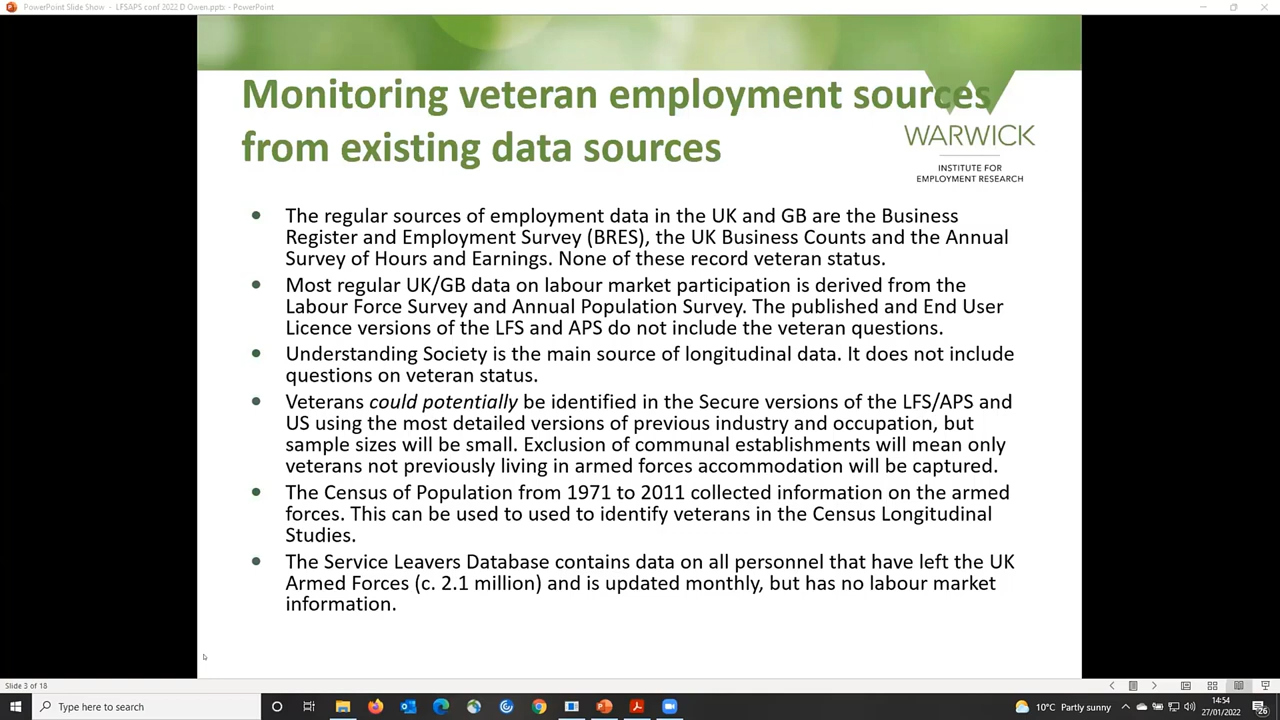 PowerPoint Slide Show - LFSAPS conf 2022 D Owen.pptx - PowerPoint
Monitoring veteran employment sources
from existing data sources
WARWICK
INSTITUTE FOR
EMPLOYMENT RESEARCH
• The regular sources of employment data in the UK and GB are the Business
Register and Employment Survey (BRES), the UK Business Counts and the Annual
Survey of Hours and Earnings. None of these record veteran status.
• Most regular UK/GB data on labour market participation is derived from the
Labour Force Survey and Annual Population Survey. The published and End User
Licence versions of the LFS and APS do not include the veteran questions.
• Understanding Society is the main source of longitudinal data. It does not include
questions on veteran status.
• Veterans could potentially be identified in the Secure versions of the LFS/APS and
US using the most detailed versions of previous industry and occupation, but
sample sizes will be small. Exclusion of communal establishments will mean only
veterans not previously living in armed forces accommodation will be captured.
• The Census of Population from 1971 to 2011 collected information on the armed
forces. This can be used to used to identify veterans in the Census Longitudinal
Studies.
• The Service Leavers Database contains data on all personnel that have left the UK
Armed Forces (c. 2.1 million) and is updated monthly, but has no labour market
information.
Slide 3 of 18
Type here to search
10°C Partly sunny
14:54
27/01/2022
26